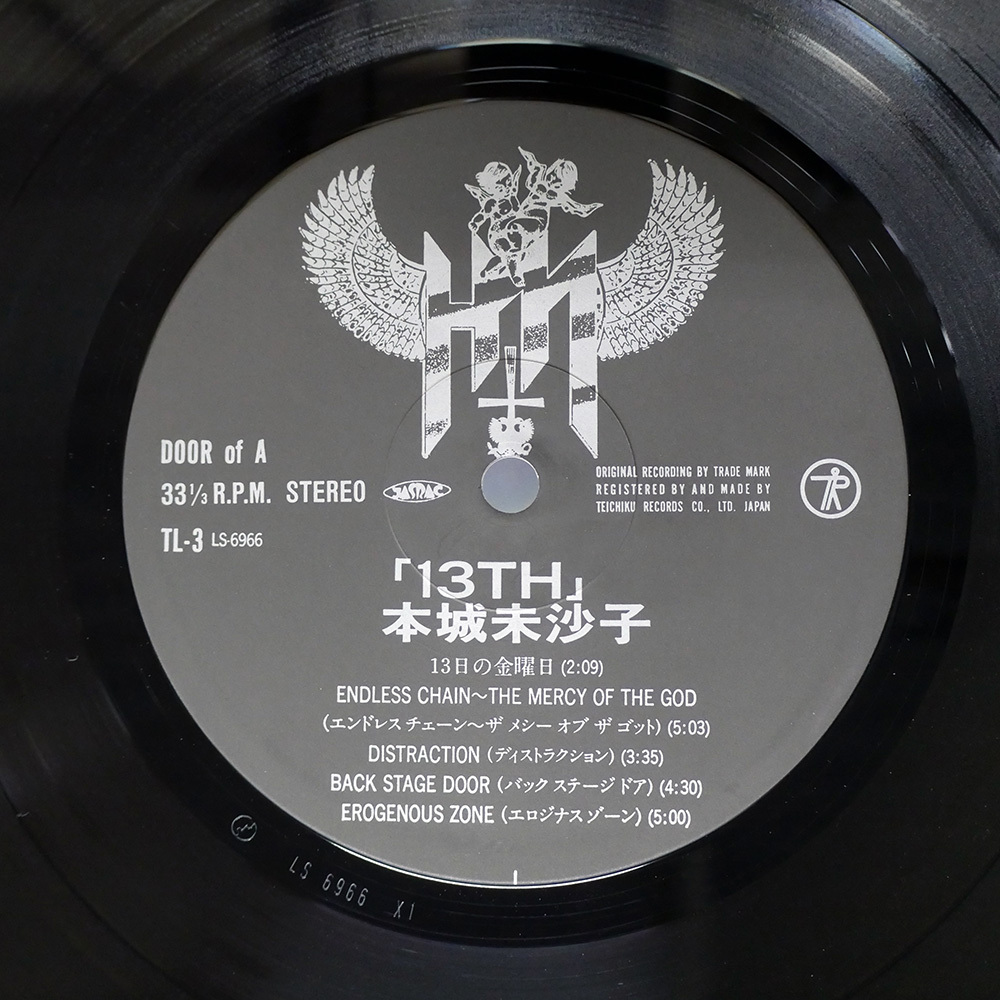 DOOR of A
33 1/3 R.P.M. STEREO
JASRAC
TL-3 LS-6966
ORIGINAL RECORDING BY TRADE MARK
REGISTERED BY AND MADE BY
TEICHIKU RECORDS CO., LTD. JAPAN
「13TH」
本城未沙子
13日の金曜日 (2:09)
ENDLESS CHAIN〜THE MERCY OF THE GOD
(エンドレス チェーン〜ザ メシー オブ ザ ゴット) (5:03)
DISTRACTION (ディストラクション) (3:35)
BACK STAGE DOOR (バック ステージ ドア) (4:30)
EROGENOUS ZONE (エロジナス ゾーン) (5:00)
LS 6966 X1